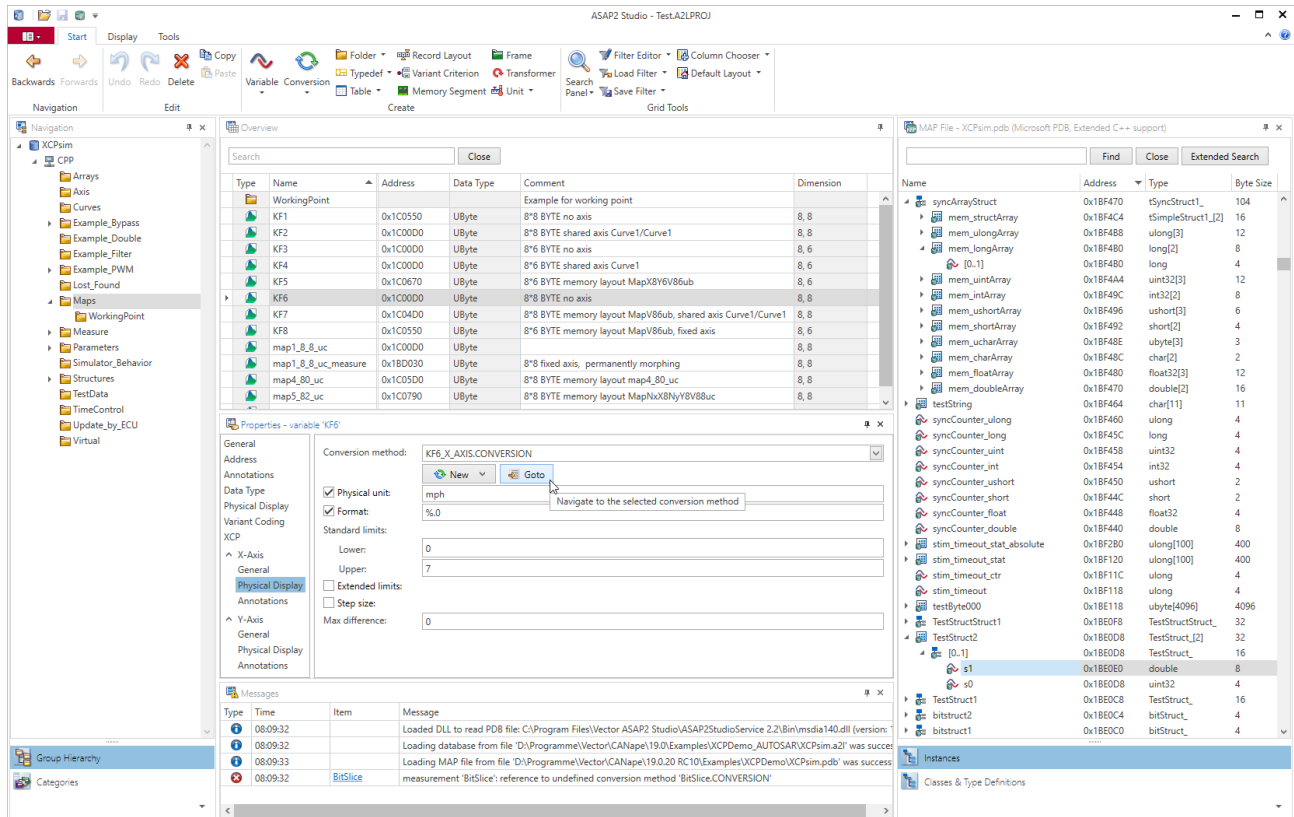 ASAP2 Studio - Test.A2LPROJ
Start Display Tools
Backwards Forwards Undo Redo Delete Copy Paste
Variable Conversion Folder Typedef Table Record Layout Variant Criterion Memory Segment Frame Transformer Unit
Search Panel Filter Editor Load Filter Save Filter Column Chooser Default Layout
Navigation Edit Create Grid Tools
Navigation
XCPsim
CPP
Arrays
Axis
Curves
Example_Bypass
Example_Double
Example_Filter
Example_PWM
Lost_Found
Maps
WorkingPoint
Measure
Parameters
Simulator_Behavior
Structures
TestData
TimeControl
Update_by_ECU
Virtual
Group Hierarchy
Categories
Overview
Search Close
Type Name Address Data Type Comment Dimension
WorkingPoint Example for working point
KF1 0x1C0550 UByte 8*8 BYTE no axis 8, 8
KF2 0x1C00D0 UByte 8*8 BYTE shared axis Curve1/Curve1 8, 8
KF3 0x1C00D0 UByte 8*6 BYTE no axis 8, 6
KF4 0x1C00D0 UByte 8*6 BYTE shared axis Curve1 8, 6
KF5 0x1C0670 UByte 8*6 BYTE memory layout MapX8Y6V86ub 8, 6
KF6 0x1C00D0 UByte 8*8 BYTE no axis 8, 8
KF7 0x1C04D0 UByte 8*8 BYTE memory layout MapV86ub, shared axis Curve1/Curve1 8, 8
KF8 0x1C0550 UByte 8*6 BYTE memory layout MapV86ub, fixed axis 8, 6
map1_8_8_uc 0x1C00D0 UByte 8, 8
map1_8_8_uc_measure 0x1BD030 UByte 8*8 fixed axis, permanently morphing 8, 8
map4_80_uc 0x1C05D0 UByte 8*8 BYTE memory layout map4_80_uc 8, 8
map5_82_uc 0x1C0790 UByte 8*8 BYTE memory layout MapNxX8NyY8V88uc 8, 8
Properties - variable 'KF6'
General
Address
Annotations
Data Type
Physical Display
Variant Coding
XCP
X-Axis
General
Physical Display
Annotations
Y-Axis
General
Physical Display
Annotations
Conversion method: KF6_X_AXIS.CONVERSION
New Goto
Navigate to the selected conversion method
Physical unit: mph
Format: %.0
Standard limits:
Lower: 0
Upper: 7
Extended limits:
Step size:
Max difference: 0
Messages
Type Time Item Message
08:09:32 Loaded DLL to read PDB file: C:\Program Files\Vector ASAP2 Studio\ASAP2StudioService 2.2\Bin\msdia140.dll (version:
08:09:32 Loading database from file 'D:\Programme\Vector\CANape\19.0\Examples\XCPDemo_AUTOSAR\XCPsim.a2l' was succes
08:09:33 Loading MAP file from file 'D:\Programme\Vector\CANape\19.0.20 RC10\Examples\XCPDemo\XCPsim.pdb' was success
08:09:32 BitSlice measurement 'BitSlice': reference to undefined conversion method 'BitSlice.CONVERSION'
MAP File - XCPsim.pdb (Microsoft PDB, Extended C++ support)
Find Close Extended Search
Name Address Type Byte Size
syncArrayStruct 0x1BF470 tSyncStruct1_ 104
mem_structArray 0x1BF4C4 tSimpleStruct1_[2] 16
mem_ulongArray 0x1BF4B8 ulong[3] 12
mem_longArray 0x1BF4B0 long[2] 8
[0..1] 0x1BF4B0 long 4
mem_uintArray 0x1BF4A4 uint32[3] 12
mem_intArray 0x1BF49C int32[2] 8
mem_ushortArray 0x1BF496 ushort[3] 6
mem_shortArray 0x1BF492 short[2] 4
mem_ucharArray 0x1BF48E ubyte[3] 3
mem_charArray 0x1BF48C char[2] 2
mem_floatArray 0x1BF480 float32[3] 12
mem_doubleArray 0x1BF470 double[2] 16
testString 0x1BF464 char[11] 11
syncCounter_ulong 0x1BF460 ulong 4
syncCounter_long 0x1BF45C long 4
syncCounter_uint 0x1BF458 uint32 4
syncCounter_int 0x1BF454 int32 4
syncCounter_ushort 0x1BF450 ushort 2
syncCounter_short 0x1BF44C short 2
syncCounter_float 0x1BF448 float32 4
syncCounter_double 0x1BF440 double 8
stim_timeout_stat_absolute 0x1BF2B0 ulong[100] 400
stim_timeout_stat 0x1BF120 ulong[100] 400
stim_timeout_ctr 0x1BF11C ulong 4
stim_timeout 0x1BF118 ulong 4
testByte000 0x1BE118 ubyte[4096] 4096
TestStructStruct1 0x1BE0F8 TestStructStruct_ 32
TestStruct2 0x1BE0D8 TestStruct_[2] 32
[0..1] 0x1BE0D8 TestStruct_ 16
s1 0x1BE0E0 double 8
s0 0x1BE0D8 uint32 4
TestStruct1 0x1BE0C8 TestStruct_ 16
bitstruct2 0x1BE0C4 bitStruct_ 4
bitstruct1 0x1BE0C0 bitStruct_ 4
Instances
Classes & Type Definitions